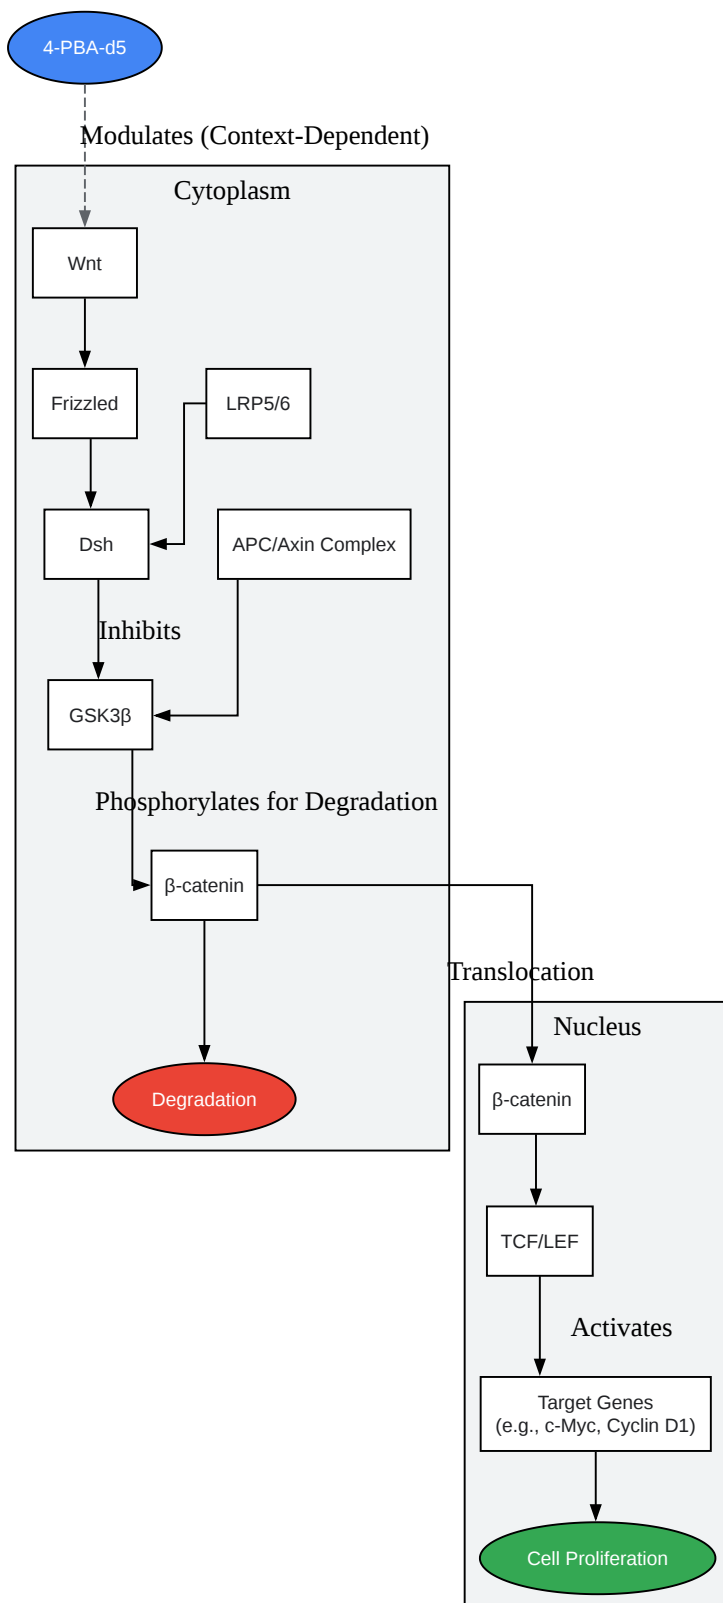 4-PBA-d5
Modulates (Context-Dependent)
Cytoplasm
Wnt
Frizzled
LRP5/6
Dsh
APC/Axin Complex
Inhibits
GSK3β
Phosphorylates for Degradation
β-catenin
Translocation
Nucleus
β-catenin
Degradation
TCF/LEF
Activates
Target Genes
(e.g., c-Myc, Cyclin D1)
Cell Proliferation